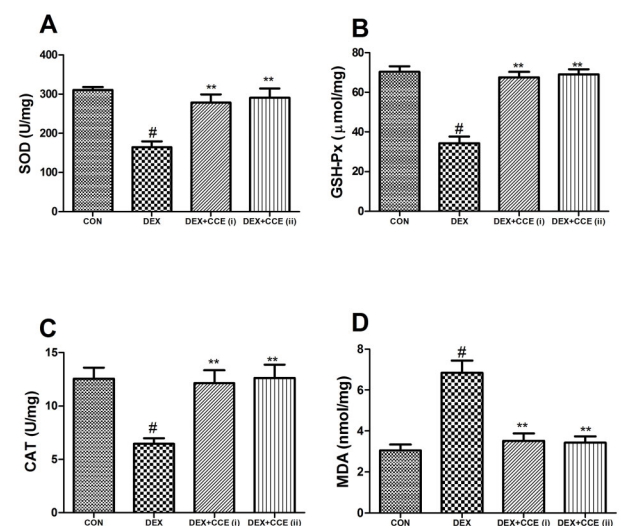 A
SOD (U/mg)
400
300
200
100
0
#
**
**
CON
DEX
DEX+CCE (i)
DEX+CCE (ii)
B
GSH-Px ( μmol/mg)
80
60
40
20
0
#
**
**
CON
DEX
DEX+CCE (i)
DEX+CCE (ii)
C
CAT (U/mg)
15
10
5
0
#
**
**
CON
DEX
DEX+CCE (i)
DEX+CCE (ii)
D
MDA (nmol/mg)
8
6
4
2
0
#
**
**
CON
DEX
DEX+CCE (i)
DEX+CCE (ii)